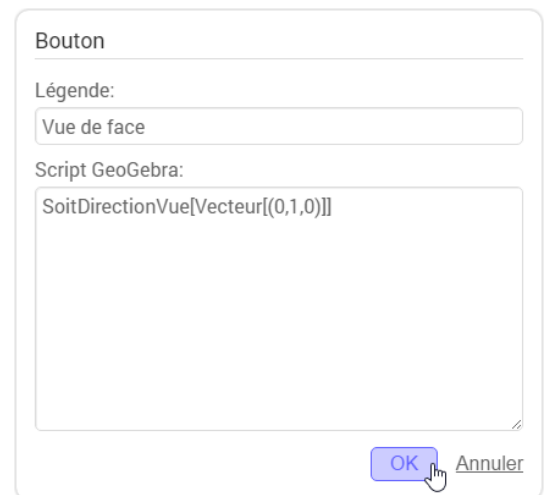 Bouton
Légende:
Vue de face
Script GeoGebra:
SoitDirectionVue[Vecteur[(0,1,0)]]
OK
Annuler